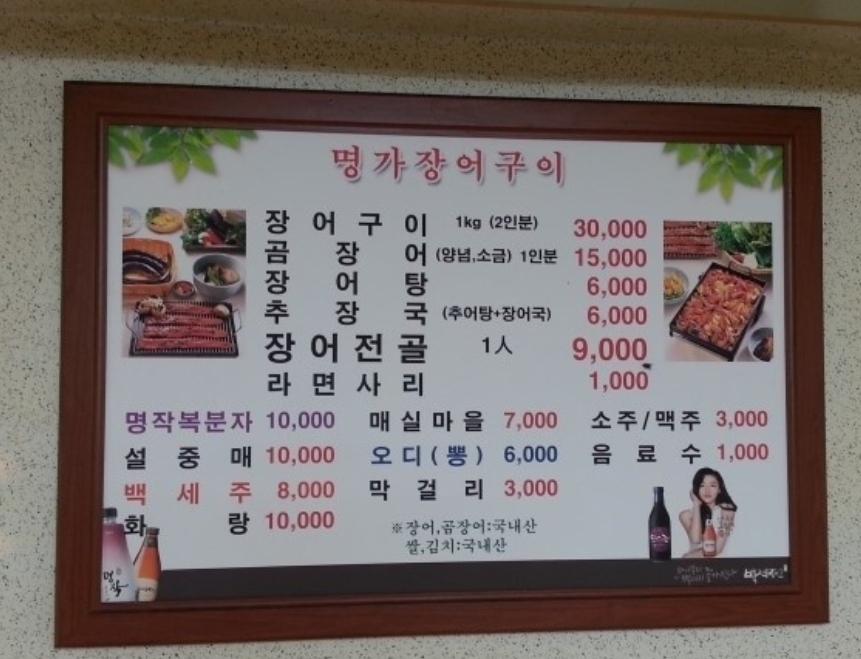 명가장어구이
장어구이 1kg (2인분) 30,000
곰장어 (양념,소금) 1인분 15,000
장어탕 6,000
추장국 (추어탕+장어국) 6,000
장어전골 1人 9,000
라면사리 1,000
명작복분자 10,000 매실마을 7,000 소주/맥주 3,000
설중매 10,000 오디(뽕) 6,000 음료수 1,000
백세주 8,000 막걸리 3,000
화랑 10,000
※장어,곰장어:국내산
쌀,김치:국내산